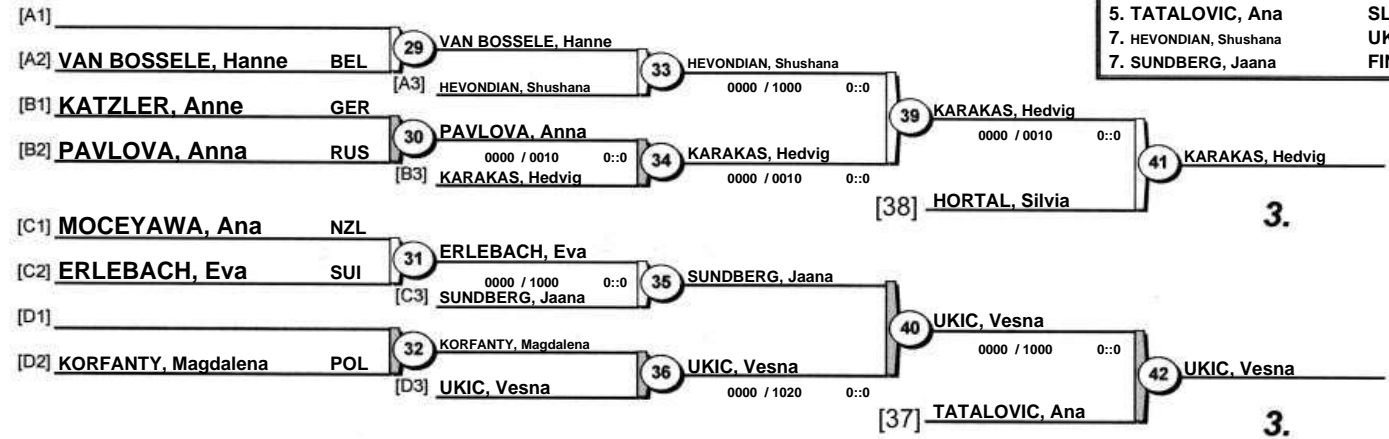 5. TATALOVIC, Ana SL
7. HEVONDIAN, Shushana UK
7. SUNDBERG, Jaana FIN
[A1]
[A2] VAN BOSSELE, Hanne BEL
29
VAN BOSSELE, Hanne
[A3] HEVONDIAN, Shushana
33
HEVONDIAN, Shushana
0000 / 1000 0::0
[B1] KATZLER, Anne GER
[B2] PAVLOVA, Anna RUS
30
PAVLOVA, Anna
0000 / 0010 0::0
[B3] KARAKAS, Hedvig
34
KARAKAS, Hedvig
0000 / 0010 0::0
39
KARAKAS, Hedvig
0000 / 0010 0::0
[38] HORTAL, Silvia
41
KARAKAS, Hedvig
3.
[C1] MOCEYAWA, Ana NZL
[C2] ERLEBACH, Eva SUI
31
ERLEBACH, Eva
0000 / 1000 0::0
[C3] SUNDBERG, Jaana
35
SUNDBERG, Jaana
[D1]
[D2] KORFANTY, Magdalena POL
32
KORFANTY, Magdalena
[D3] UKIC, Vesna
36
UKIC, Vesna
0000 / 1020 0::0
40
UKIC, Vesna
0000 / 1000 0::0
[37] TATALOVIC, Ana
42
UKIC, Vesna
3.